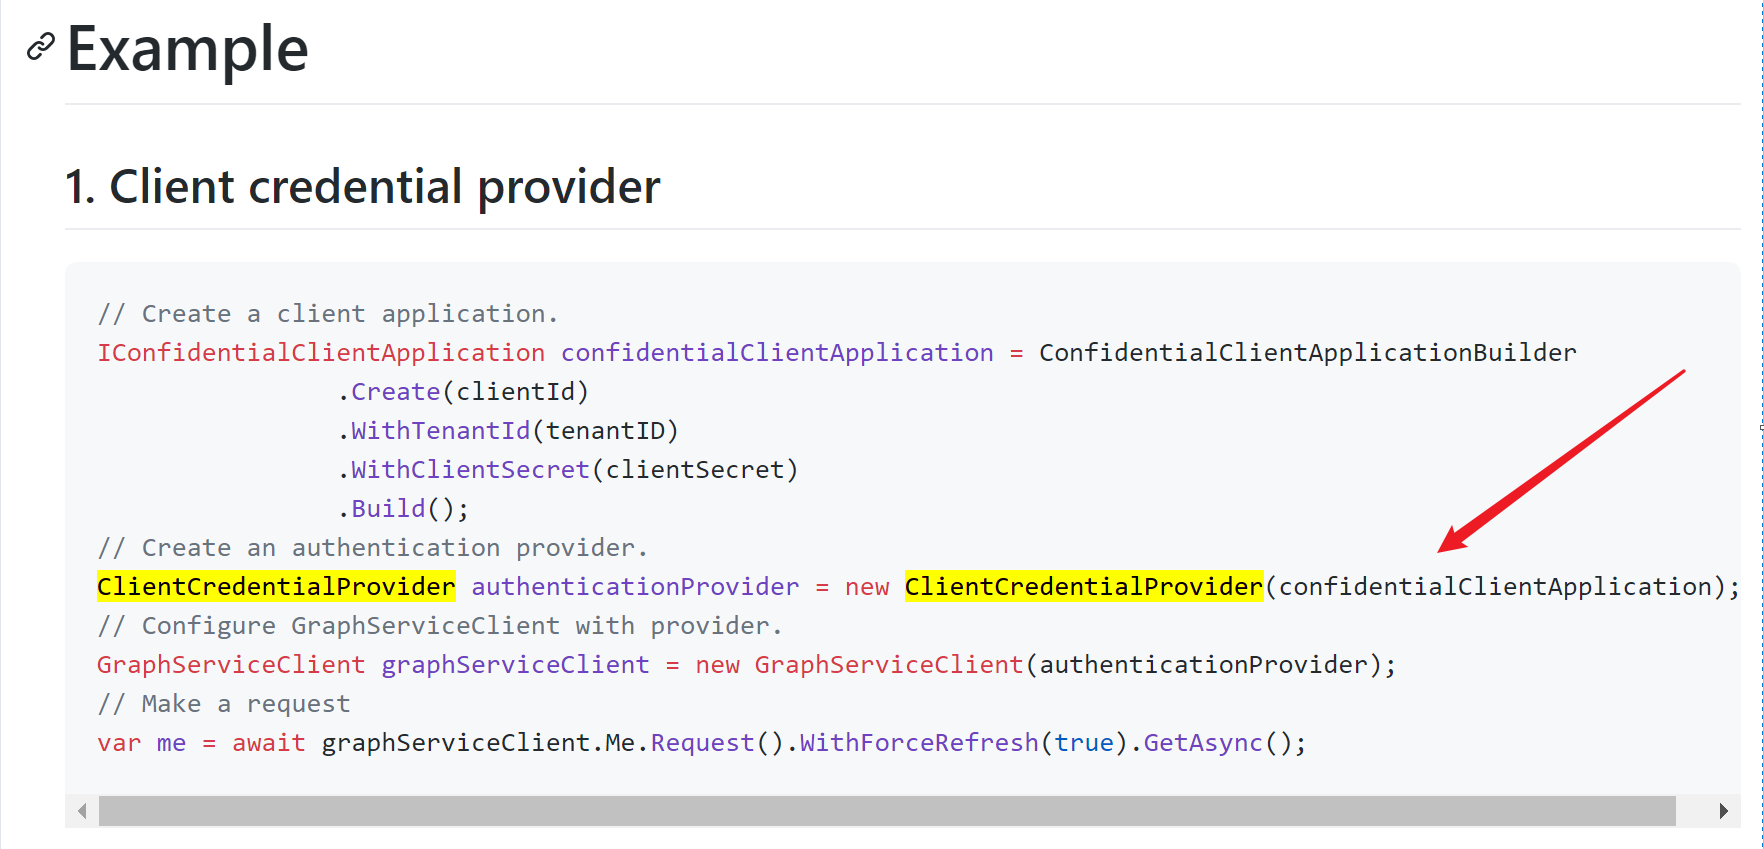 Example
1. Client credential provider
// Create a client application.
IConfidentialClientApplication confidentialClientApplication = ConfidentialClientApplicationBuilder
.Create(clientId)
.WithTenantId(tenantID)
.WithClientSecret(clientSecret)
.Build();
// Create an authentication provider.
ClientCredentialProvider authenticationProvider = new ClientCredentialProvider(confidentialClientApplication);
// Configure GraphServiceClient with provider.
GraphServiceClient graphServiceClient = new GraphServiceClient(authenticationProvider);
// Make a request
var me = await graphServiceClient.Me.Request().WithForceRefresh(true).GetAsync();